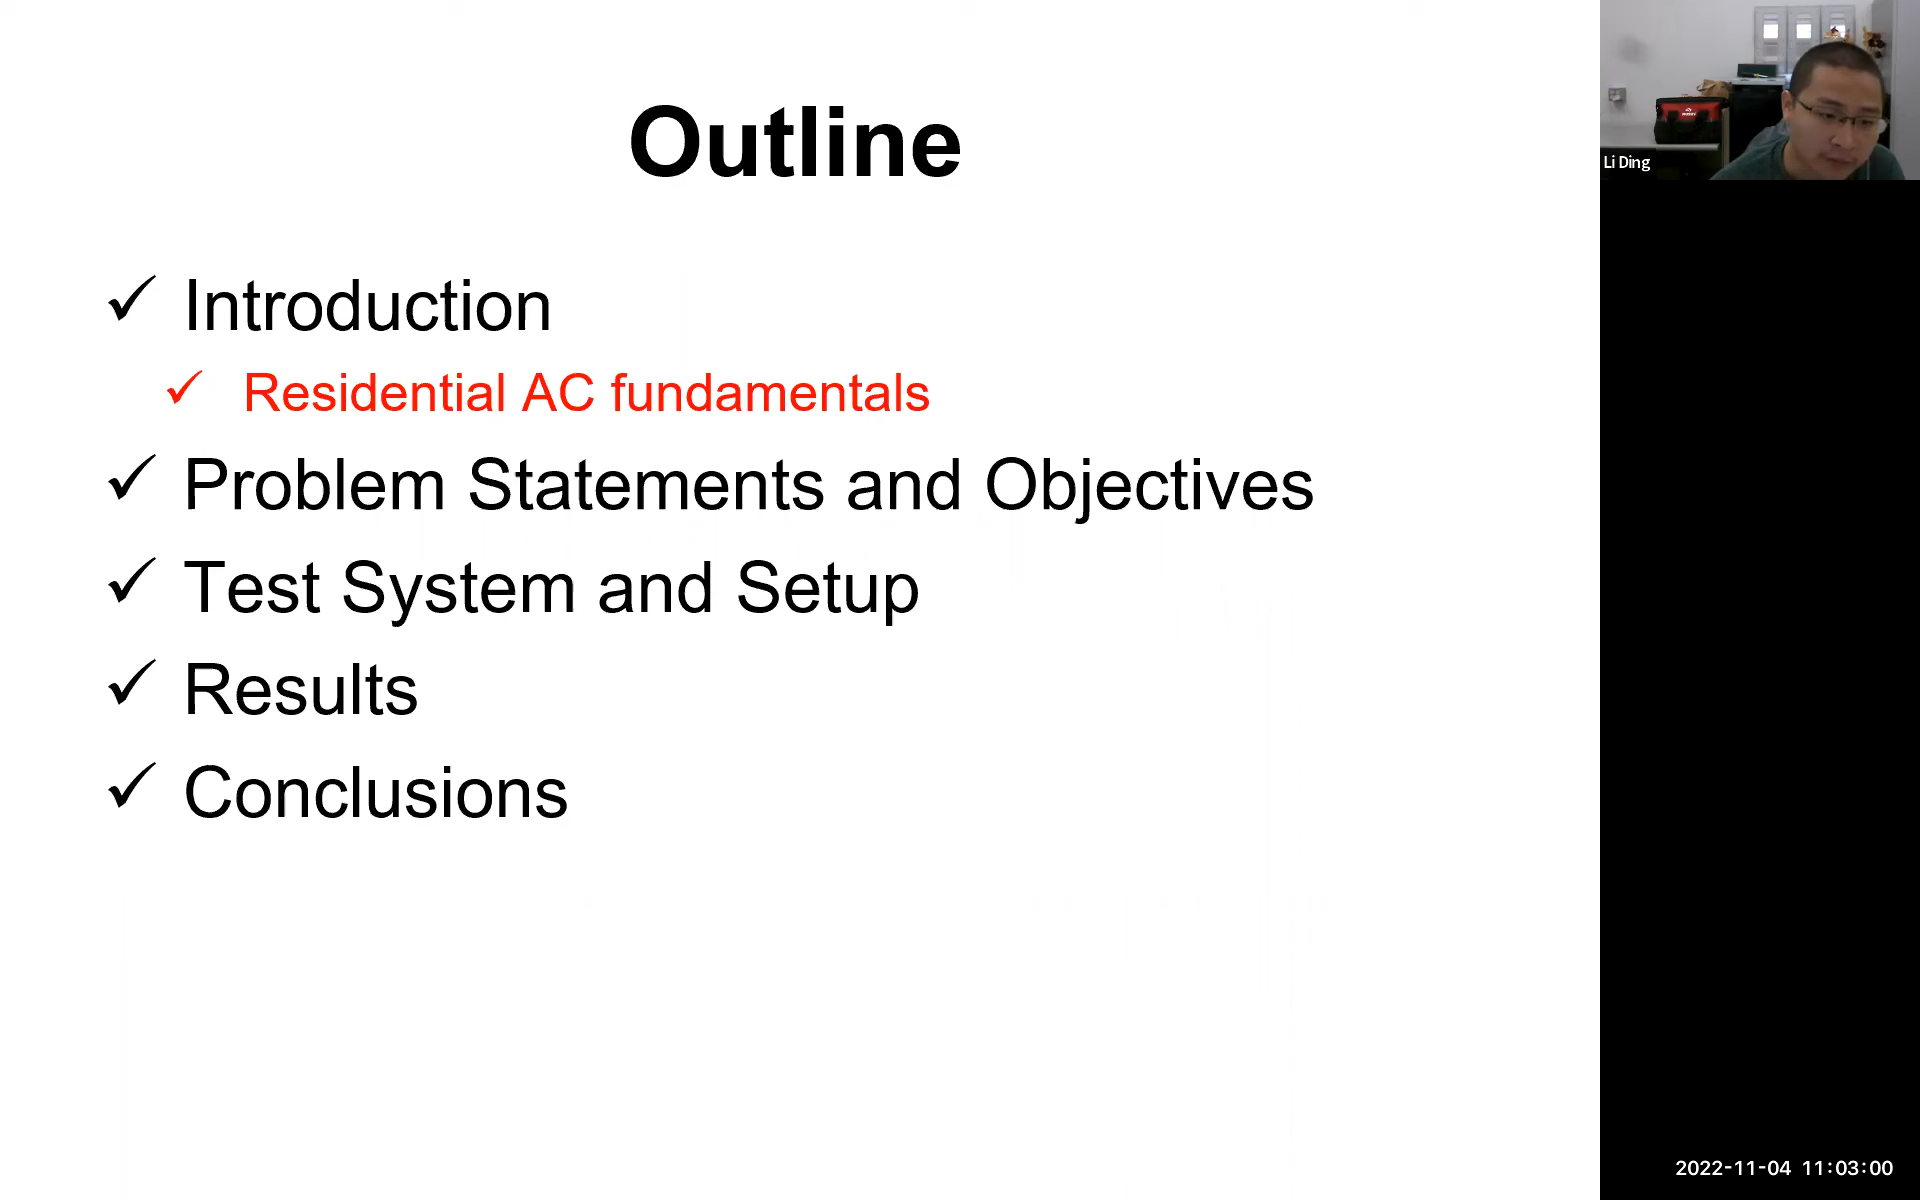 Outline
✓ Introduction
✓ Residential AC fundamentals
✓ Problem Statements and Objectives
✓ Test System and Setup
✓ Results
✓ Conclusions
Li Ding
2022-11-04 11:03:00